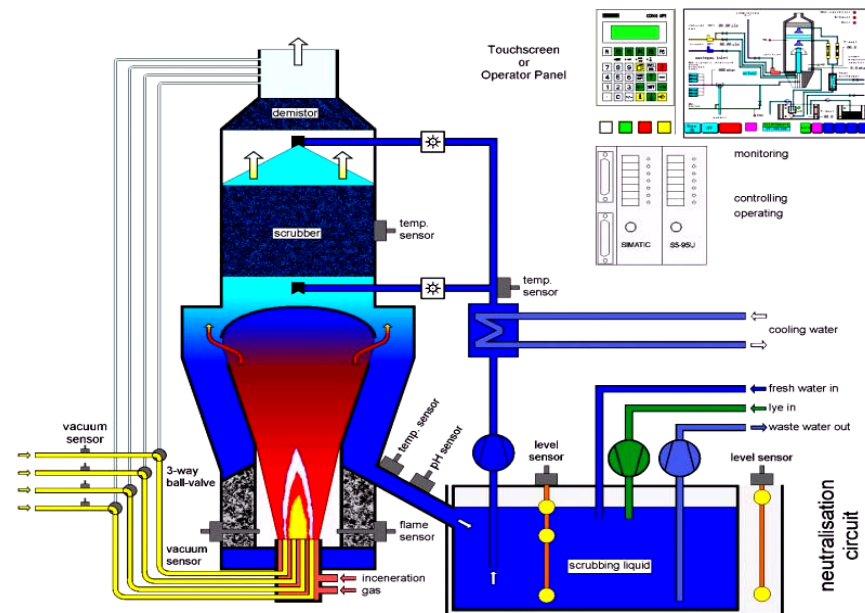 Touchscreen
or
Operator Panel
demistor
scrubber
temp.
sensor
monitoring
controlling
operating
SIMATIC
S5-95U
temp.
sensor
cooling water
fresh water in
lye in
waste water out
vacuum
sensor
3-way
ball-valve
temp. sensor
pH sensor
level
sensor
level sensor
flame
sensor
vacuum
sensor
inceneration
gas
scrubbing liquid
neutralisation
circuit